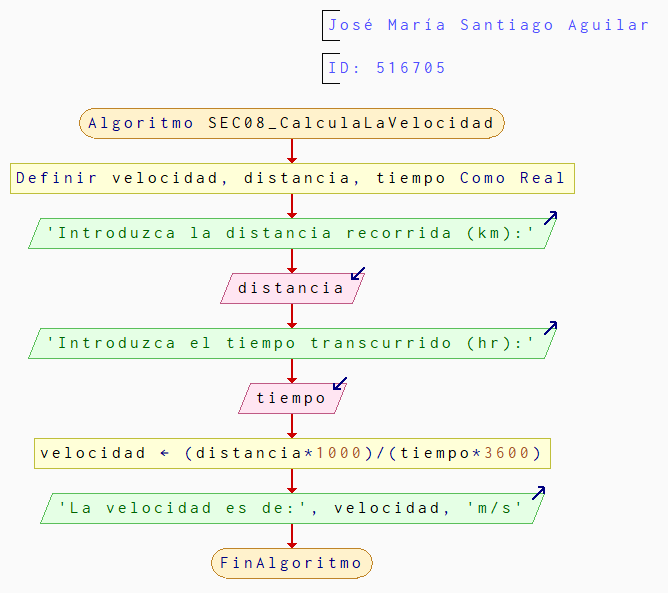 José María Santiago Aguilar
ID: 516705
Algoritmo SEC08_CalculaLaVelocidad
Definir velocidad, distancia, tiempo Como Real
'Introduzca la distancia recorrida (km):'
distancia
'Introduzca el tiempo transcurrido (hr):'
tiempo
velocidad ← (distancia*1000)/(tiempo*3600)
'La velocidad es de:', velocidad, 'm/s'
FinAlgoritmo